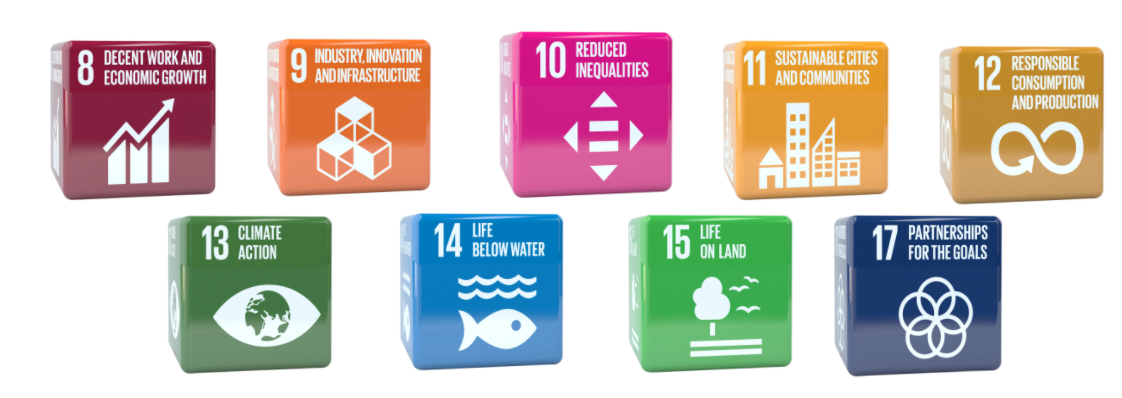 8 DECENT WORK AND
ECONOMIC GROWTH
9 INDUSTRY, INNOVATION
AND INFRASTRUCTURE
10 REDUCED
INEQUALITIES
11 SUSTAINABLE CITIES
AND COMMUNITIES
12 RESPONSIBLE
CONSUMPTION
AND PRODUCTION
13 CLIMATE
ACTION
14 LIFE
BELOW WATER
15 LIFE
ON LAND
17 PARTNERSHIPS
FOR THE GOALS